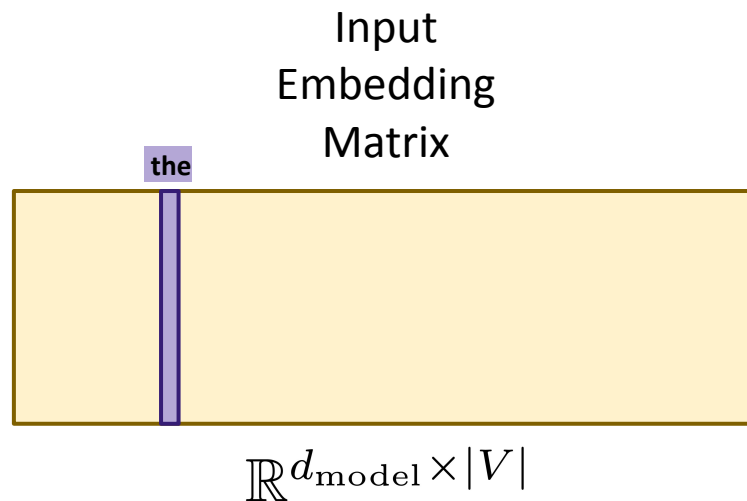 Input
Embedding
Matrix
the
ℝ^{d_model × |V|}